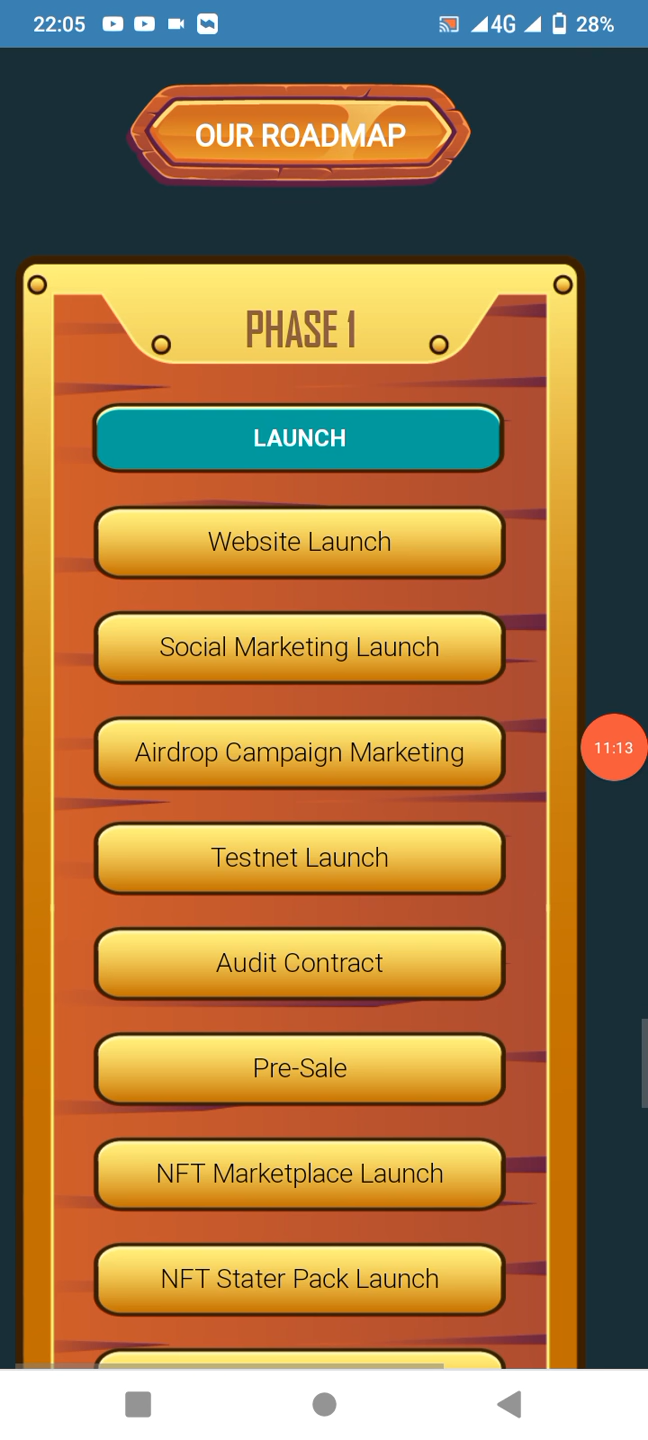 22:05 4G 28%
OUR ROADMAP
PHASE 1
LAUNCH
Website Launch
Social Marketing Launch
11:13
Airdrop Campaign Marketing
Testnet Launch
Audit Contract
Pre-Sale
NFT Marketplace Launch
NFT Stater Pack Launch